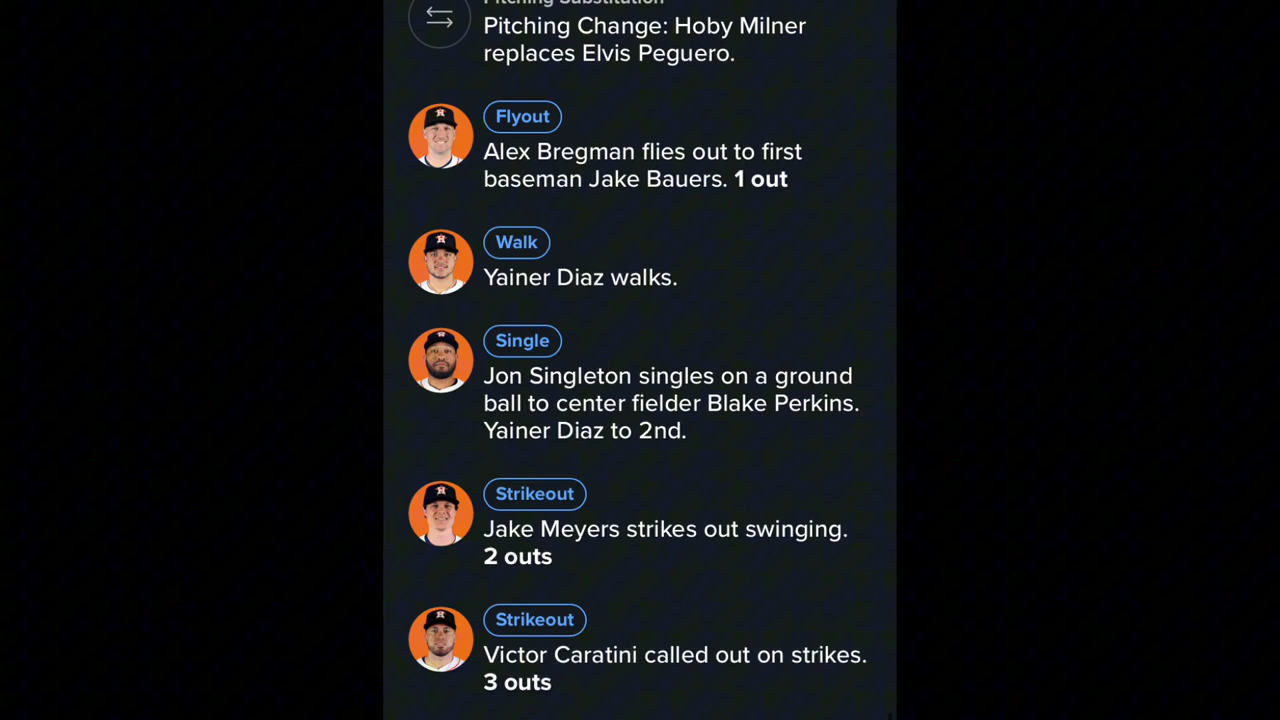 Pitching Substitution
Pitching Change: Hoby Milner
replaces Elvis Peguero.
Flyout
Alex Bregman flies out to first
baseman Jake Bauers. 1 out
Walk
Yainer Diaz walks.
Single
Jon Singleton singles on a ground
ball to center fielder Blake Perkins.
Yainer Diaz to 2nd.
Strikeout
Jake Meyers strikes out swinging.
2 outs
Strikeout
Victor Caratini called out on strikes.
3 outs